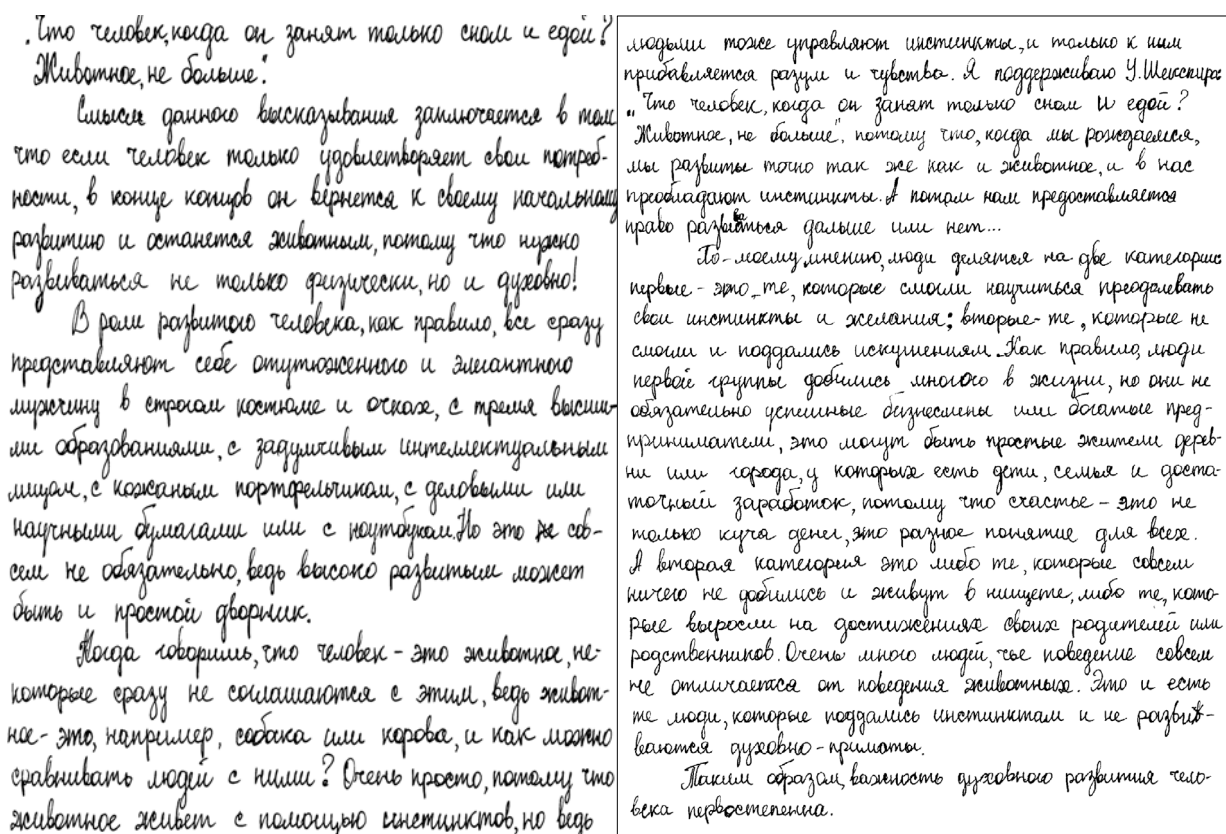 „Что человек, когда он занят только сном и едой?
Животное, не больше".
Смысл данного высказывания заключается в том
что если человек только удовлетворяет свои потреб-
ности, в конце концов он вернется к своему начальному
развитию и останется животным, потому что нужно
развиваться не только физически, но и духовно!
В роли развитого человека, как правило, все сразу
представляют себе отутюженного и элегантного
мужчину в строгом костюме и очках, с тремя высши-
ми образованиями, с задумчивым интеллектуальным
лицом, с кожаным портфельчиком, с деловыми или
научными бумагами или с ноутбуком. Но это сов-
сем не обязательно, ведь высоко развитым может
быть и простой дворник.
Когда говоришь, что человек - это животное, не-
которые сразу не соглашаются с этим, ведь живот-
ное - это, например, собака или корова, и как можно
сравнивать людей с ними? Очень просто, потому что
животное живет с помощью инстинктов, но ведь
людьми тоже управляют инстинкты, и только к ним
прибавляется разум и чувства. Я поддерживаю У. Шекспира
„Что человек, когда он занят только сном и едой?
Животное, не больше", потому что, когда мы рождаемся,
мы развиты точно так же как и животное, и в нас
преобладают инстинкты. А потом нам предоставляется
право развиваться дальше или нет...
По-моему мнению, люди делятся на две категории
первые - это те, которые смогли научиться преодолевать
свои инстинкты и желания; вторые - те, которые не
смогли и поддались искушениям. Как правило, люди
первой группы добились многого в жизни, но они не
обязательно успешные бизнесмены или богатые пред-
приниматели, это могут быть простые жители дерев-
ни или города, у которых есть дети, семья и доста-
точный заработок, потому что счастье - это не
только куча денег, это разное понятие для всех.
А вторая категория это либо те, которые совсем
ничего не добились и живут в нищете, либо те, кото-
рые выросли на достижениях своих родителей или
родственников. Очень много людей, чье поведение совсем
не отличается от поведения животных. Это и есть
те люди, которые поддались инстинктам и не разви-
ваются духовно - приматы.
Таким образом, важность духовного развития чело-
века первостепенна.